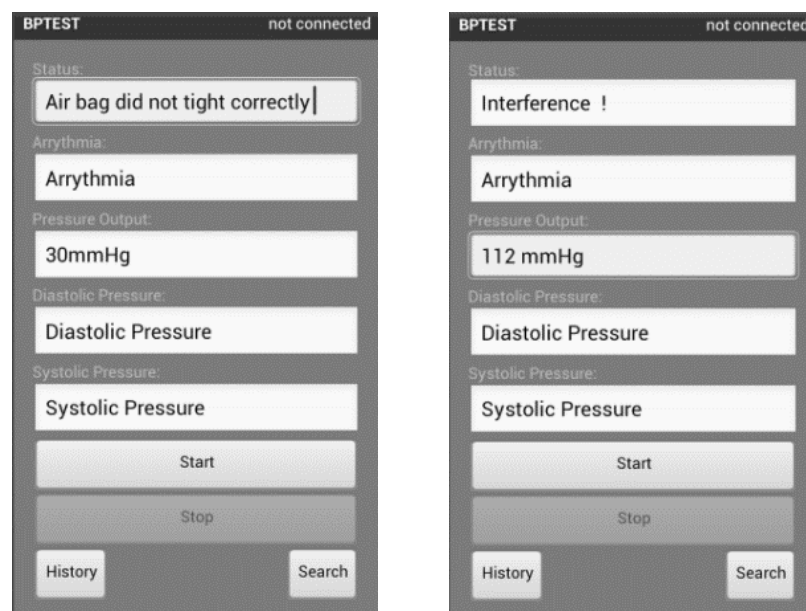 BPTEST not connected
Status:
Air bag did not tight correctly
Arrythmia:
Arrythmia
Pressure Output:
30mmHg
Diastolic Pressure:
Diastolic Pressure
Systolic Pressure:
Systolic Pressure
Start
Stop
History Search
BPTEST not connected
Status:
Interference !
Arrythmia:
Arrythmia
Pressure Output:
112 mmHg
Diastolic Pressure:
Diastolic Pressure
Systolic Pressure:
Systolic Pressure
Start
Stop
History Search